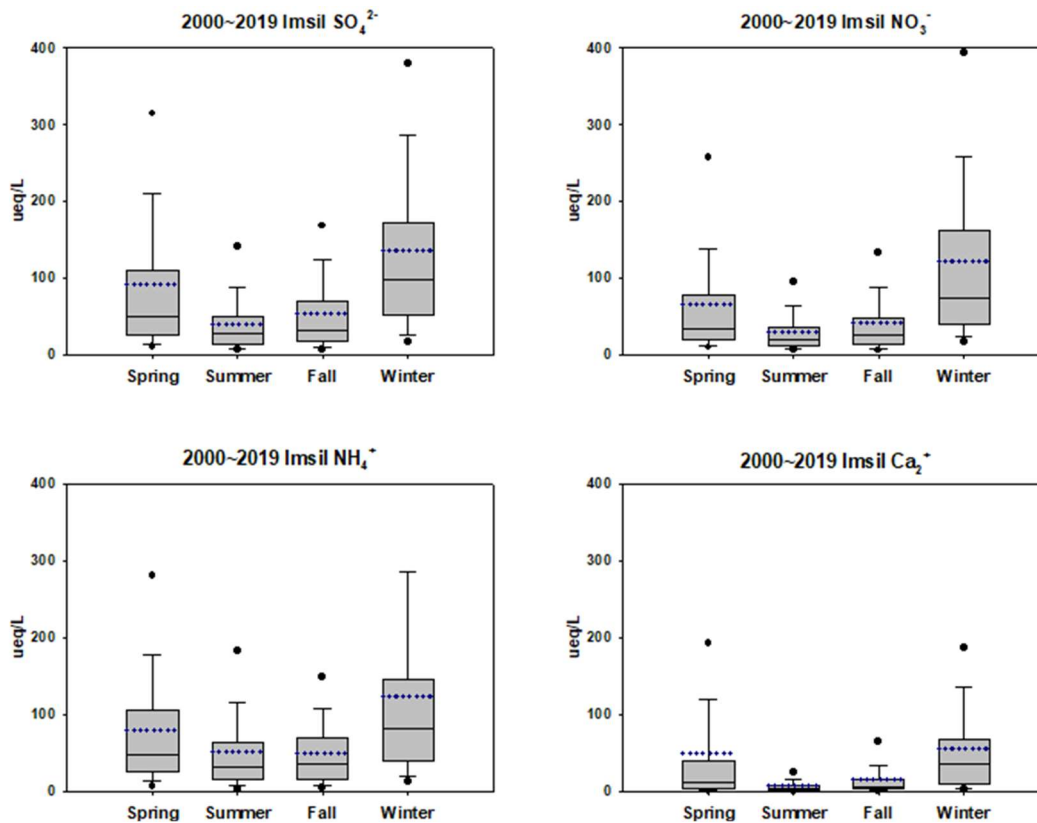 2000~2019 Imsil SO₄²⁻
400
300
200
100
0
ueq/L
Spring Summer Fall Winter
2000~2019 Imsil NO₃⁻
400
300
200
100
0
ueq/L
Spring Summer Fall Winter
2000~2019 Imsil NH₄⁺
400
300
200
100
0
ueq/L
Spring Summer Fall Winter
2000~2019 Imsil Ca₂⁺
400
300
200
100
0
ueq/L
Spring Summer Fall Winter